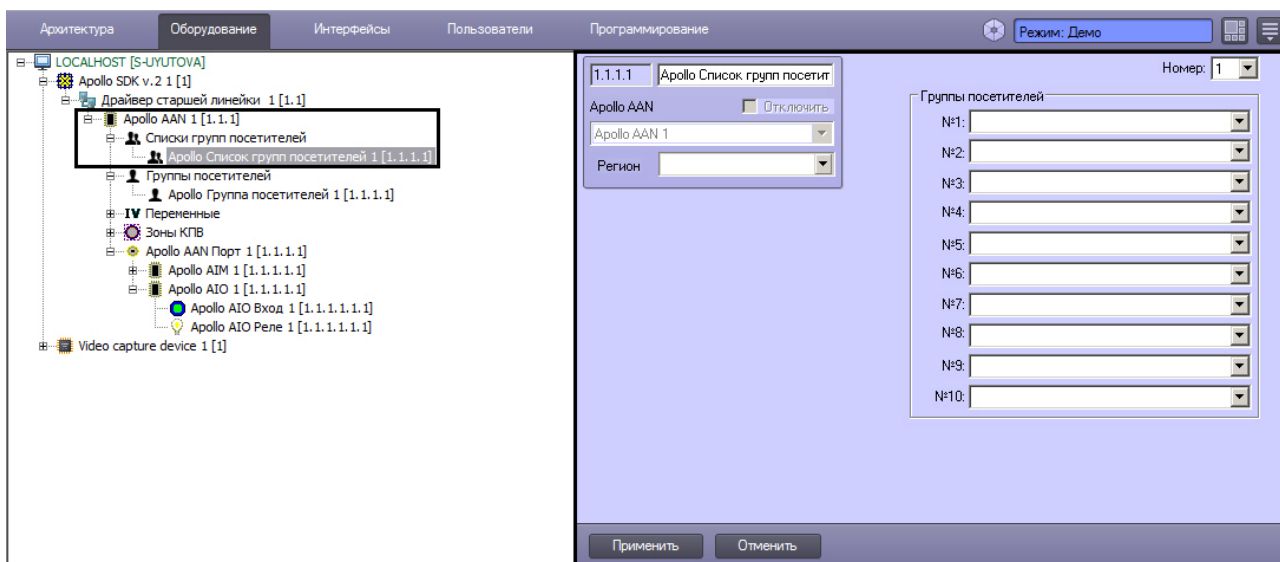 Архитектура Оборудование Интерфейсы Пользователи Программирование Режим: Демо
LOCALHOST [S-UYUTOVA]
Apollo SDK v.2 1 [1]
Драйвер старшей линейки 1 [1.1]
Apollo AAN 1 [1.1.1]
Списки групп посетителей
Apollo Список групп посетителей 1 [1.1.1.1]
Группы посетителей
Apollo Группа посетителей 1 [1.1.1.1]
IV Переменные
Зоны КПВ
Apollo AAN Порт 1 [1.1.1.1]
Apollo AIM 1 [1.1.1.1.1]
Apollo AIO 1 [1.1.1.1.1]
Apollo AIO Вход 1 [1.1.1.1.1.1]
Apollo AIO Реле 1 [1.1.1.1.1.1]
Video capture device 1 [1]
1.1.1.1 Apollo Список групп посетит
Apollo AAN Отключить
Apollo AAN 1
Регион
Номер: 1
Группы посетителей
№1:
№2:
№3:
№4:
№5:
№6:
№7:
№8:
№9:
№10:
Применить Отменить